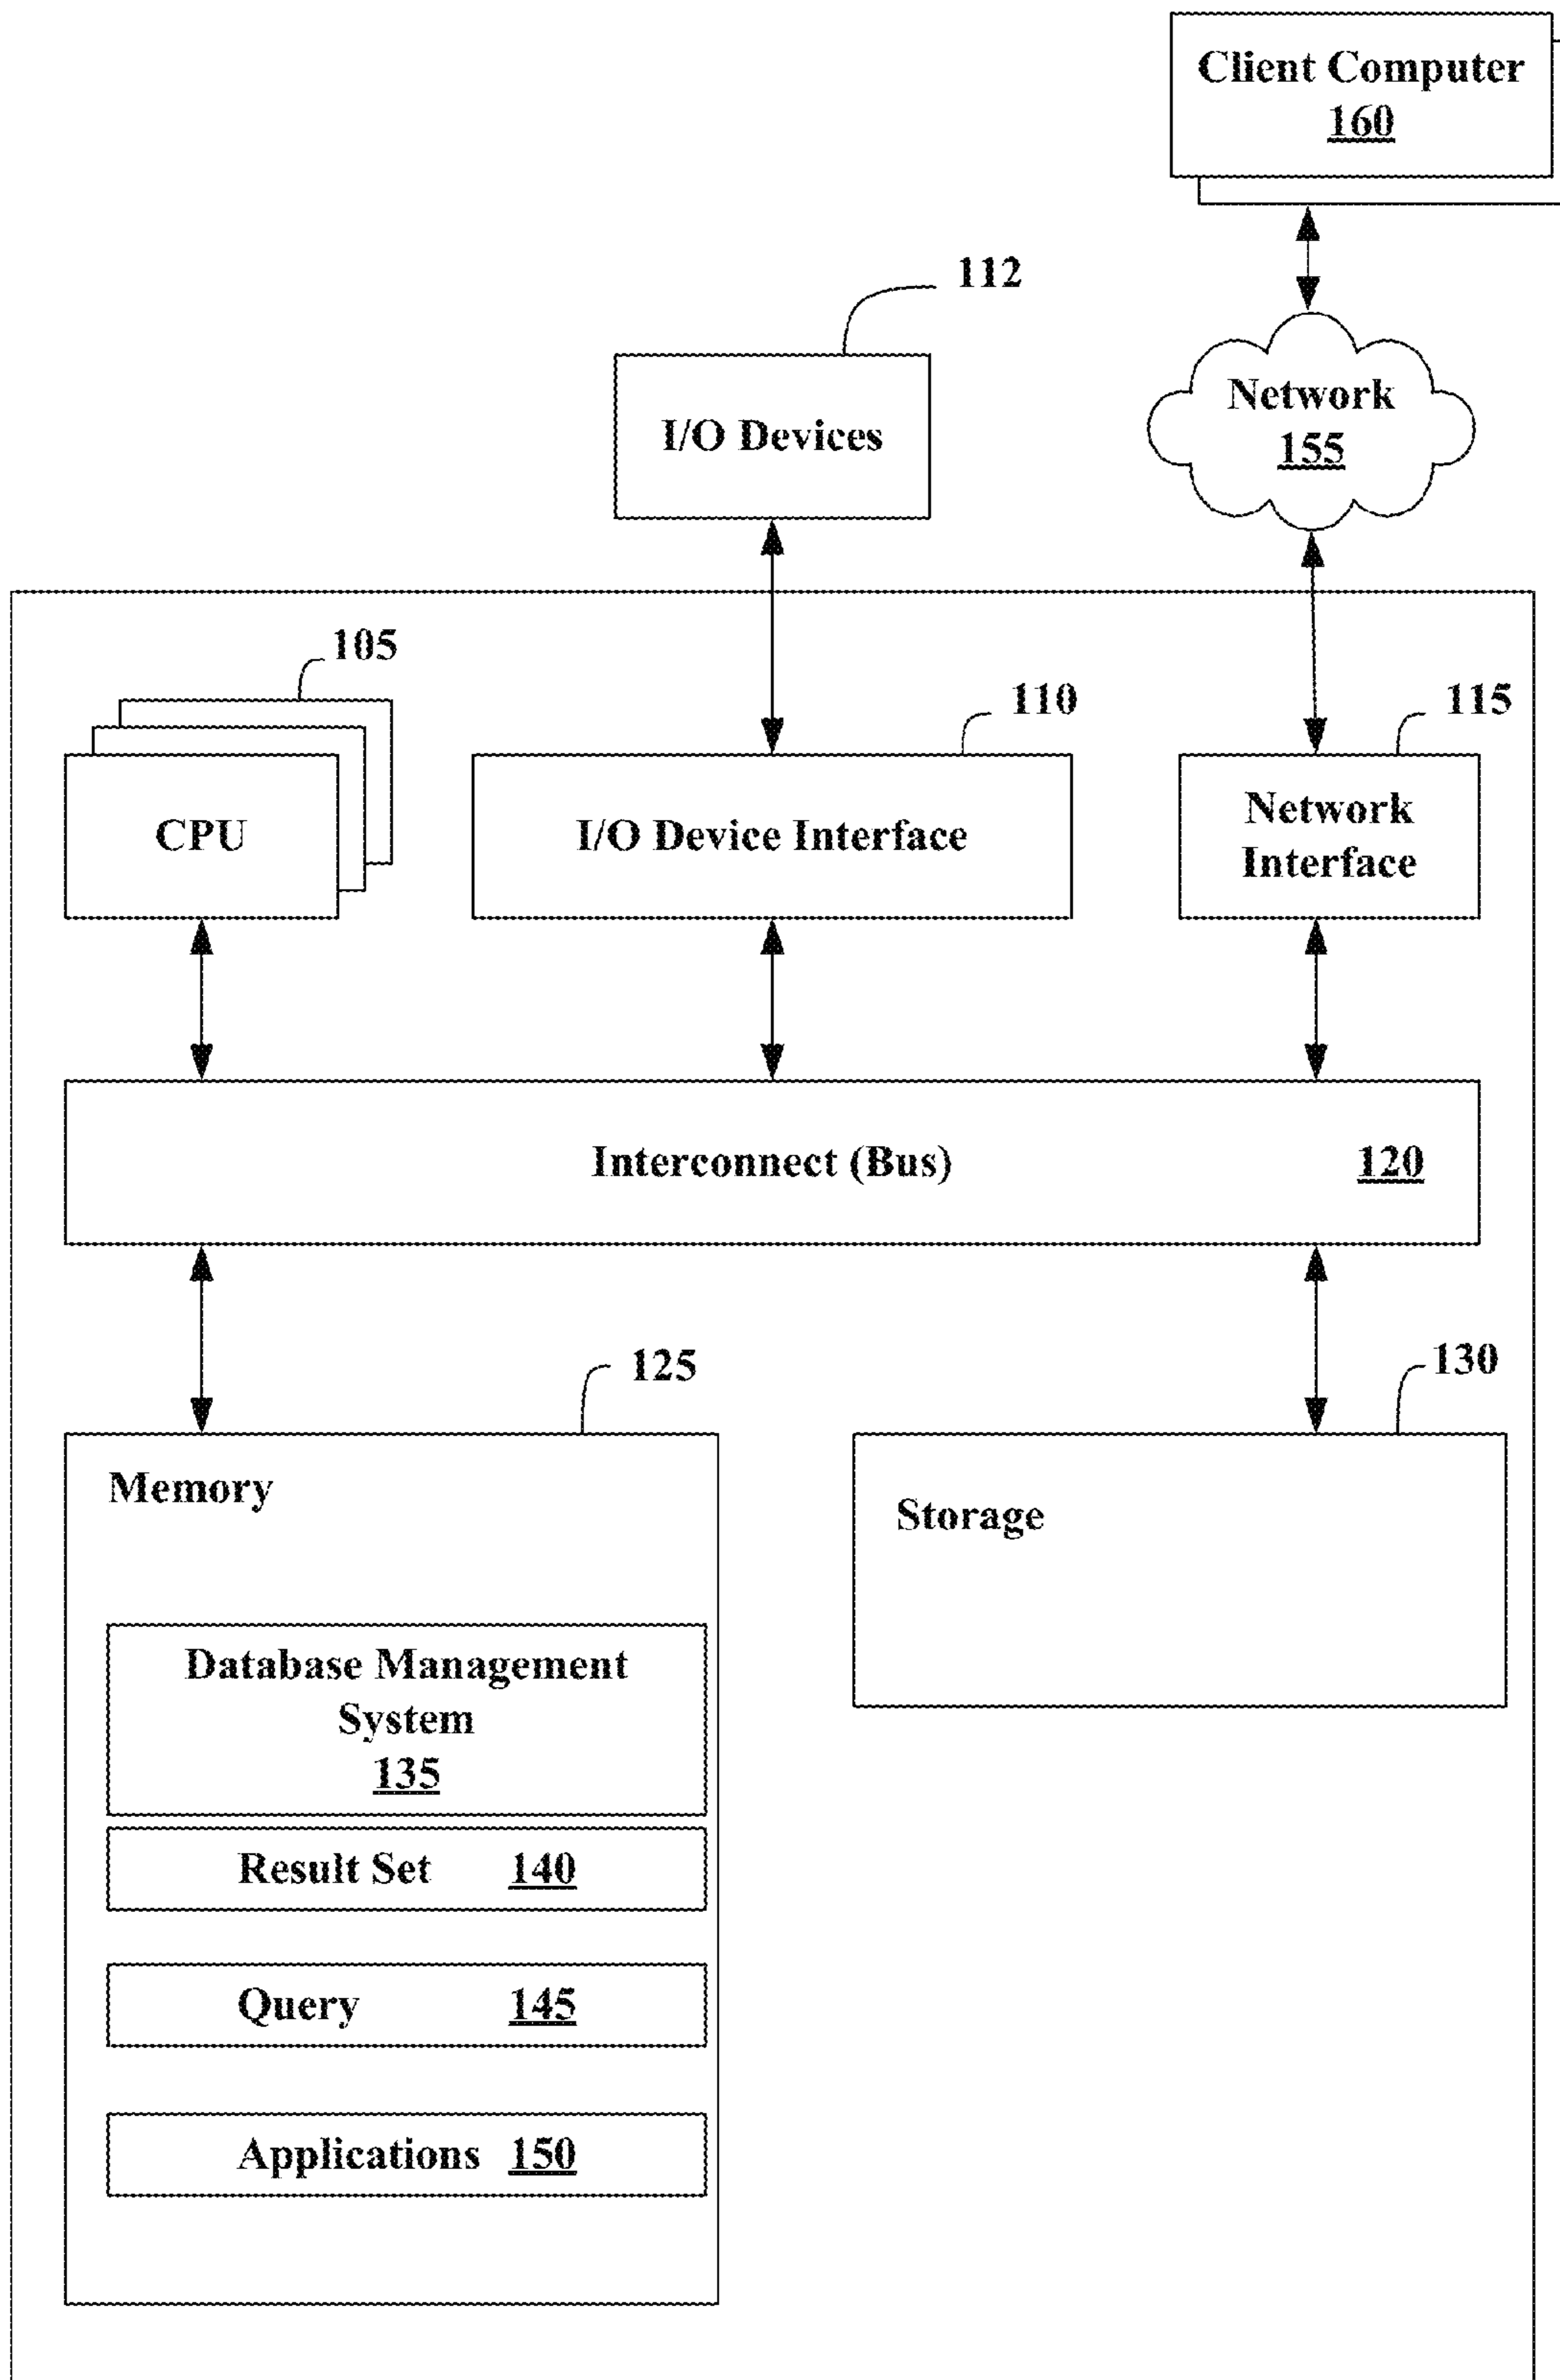 Client Computer
160
112
I/O Devices
Network
155
105
110
115
CPU
I/O Device Interface
Network
Interface
Interconnect (Bus)
120
125
130
Memory
Storage
Database Management
System
135
Result Set 140
Query 145
Applications 150